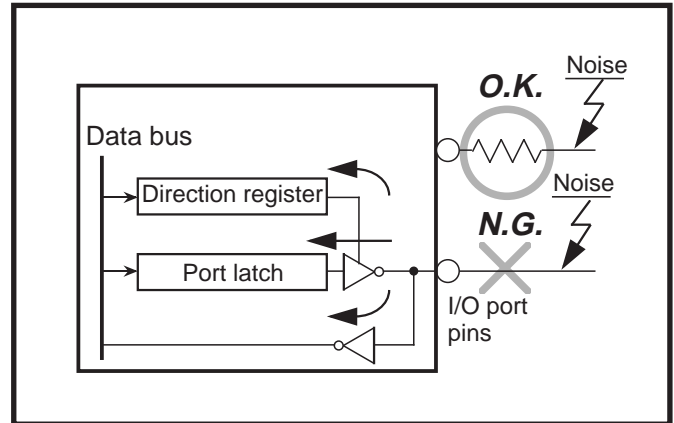 Noise
O.K.
Data bus
Direction register
Noise
N.G.
Port latch
I/O port
pins